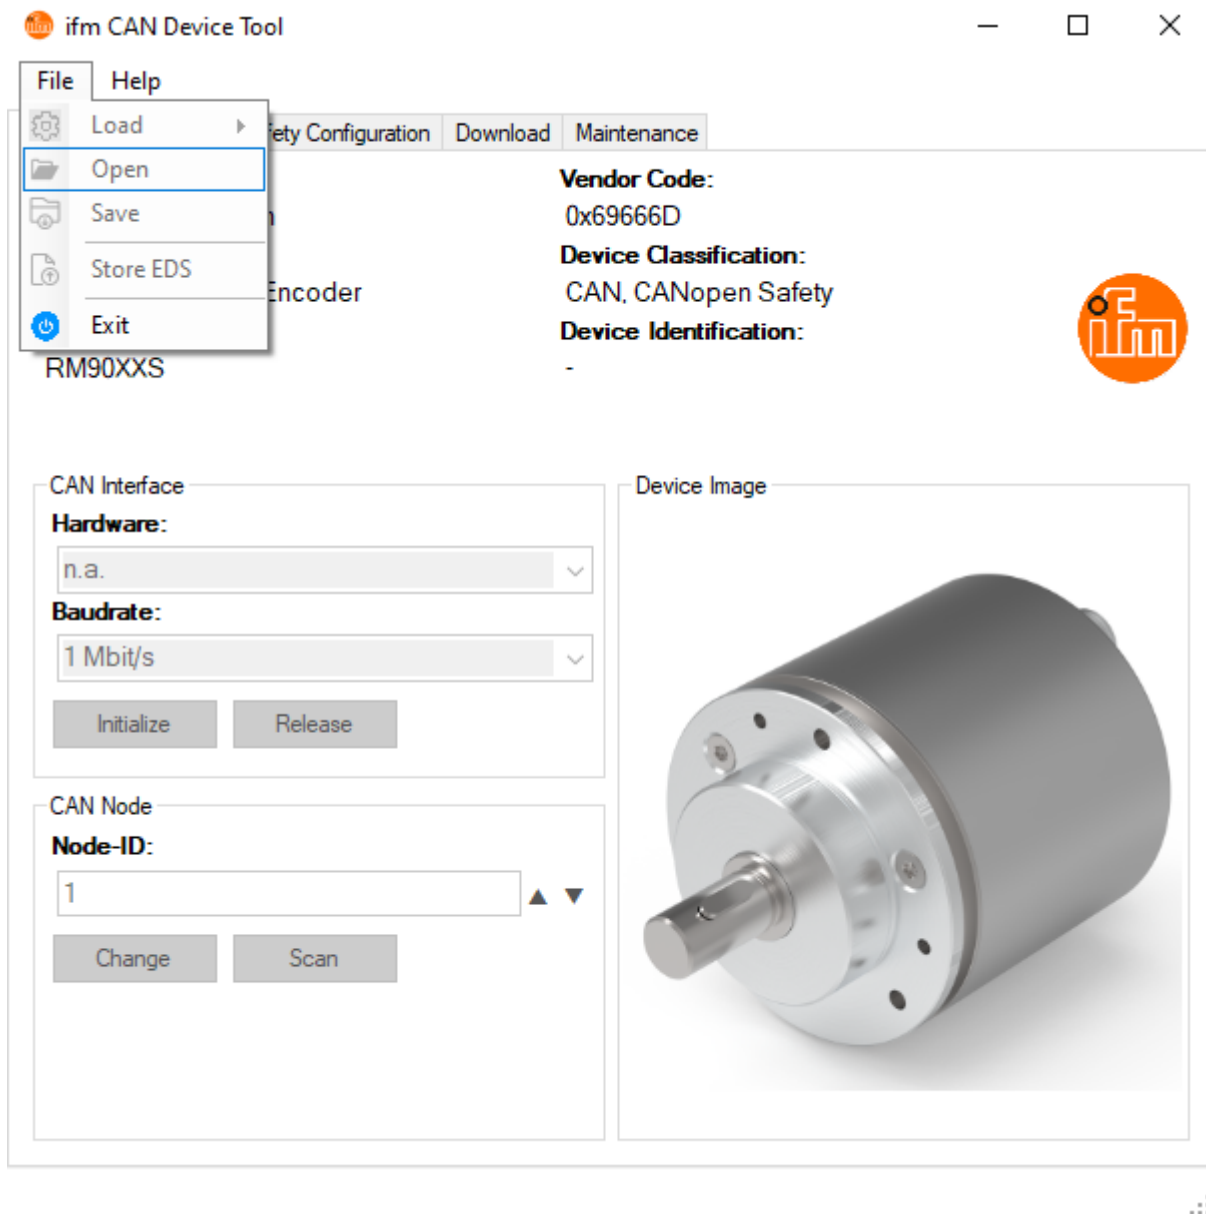 ifm CAN Device Tool
File Help
Load
Open
Save
Store EDS
Exit
fety Configuration Download Maintenance
Vendor Code:
0x69666D
Device Classification:
Encoder CAN, CANopen Safety
Device Identification:
RM90XXS -
ifm
CAN Interface
Hardware:
n.a.
Baudrate:
1 Mbit/s
Initialize Release
CAN Node
Node-ID:
1
Change Scan
Device Image